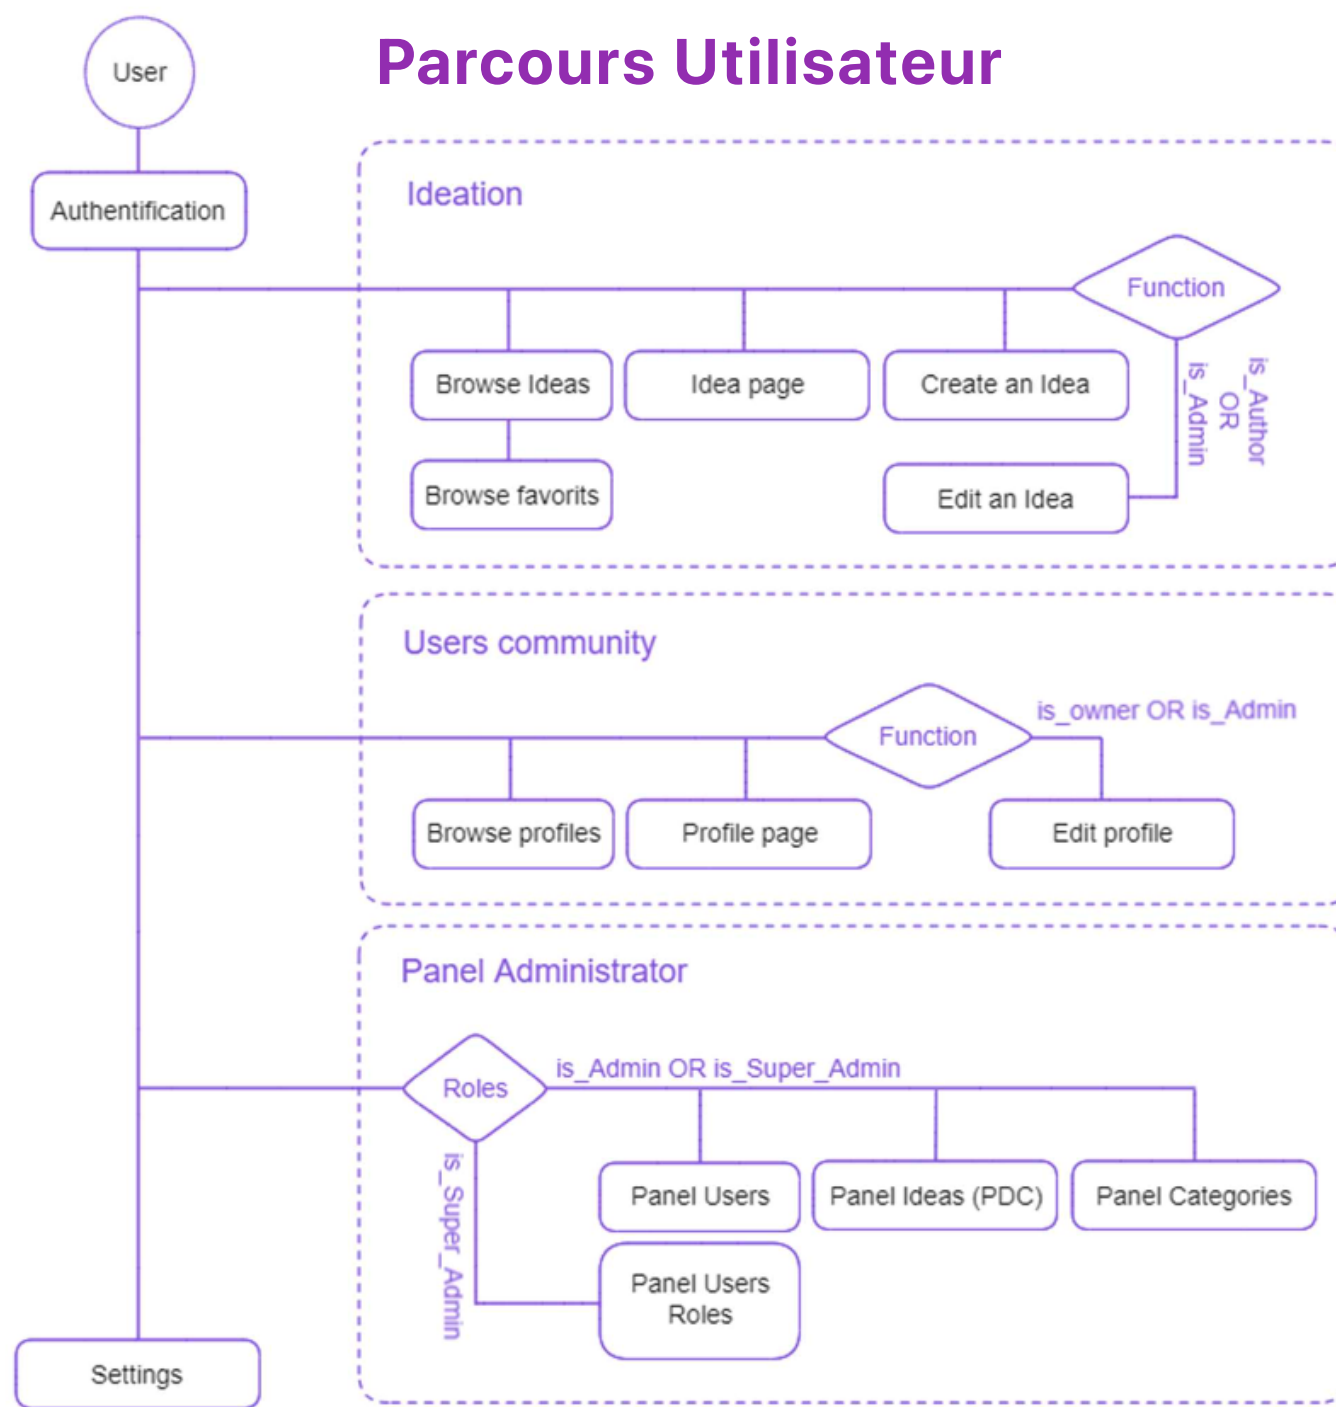 User
Parcours Utilisateur
Authentification
Ideation
Function
is_Author
OR
is_Admin
Browse Ideas
Idea page
Create an Idea
Browse favorits
Edit an Idea
Users community
Function
is_owner OR is_Admin
Browse profiles
Profile page
Edit profile
Panel Administrator
Roles
is_Admin OR is_Super_Admin
is_Super_Admin
Panel Users
Panel Ideas (PDC)
Panel Categories
Panel Users
Roles
Settings